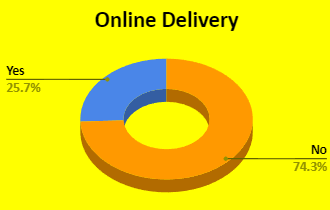 Online Delivery
Yes
25.7%
No
74.3%